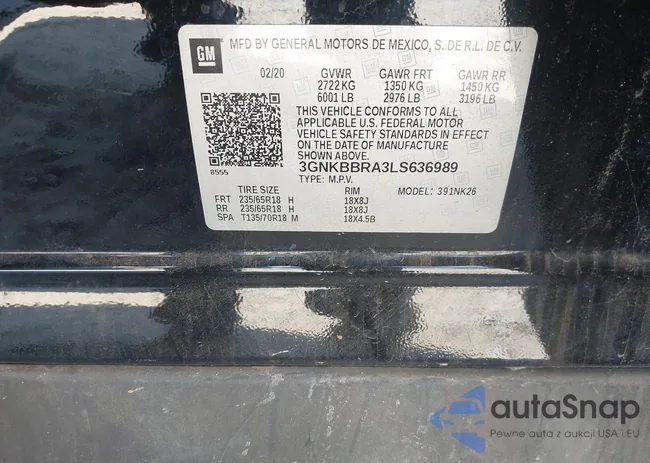 GM MFD BY GENERAL MOTORS DE MEXICO, S. DE R.L. DE C.V.
02/20 GVWR GAWR FRT GAWR RR
2722 KG 1350 KG 1450 KG
6001 LB 2976 LB 3196 LB
THIS VEHICLE CONFORMS TO ALL
APPLICABLE U.S. FEDERAL MOTOR
VEHICLE SAFETY STANDARDS IN EFFECT
ON THE DATE OF MANUFACTURE
SHOWN ABOVE.
8555 3GNKBBRA3LS636989
TYPE: M.P.V. MODEL: 391NK26
TIRE SIZE RIM
FRT 235/65R18 H 18X8J
RR 235/65R18 H 18X8J
SPA T135/70R18 M 18X4.5B
autaSnap
Pewne auta z aukcji USA i EU